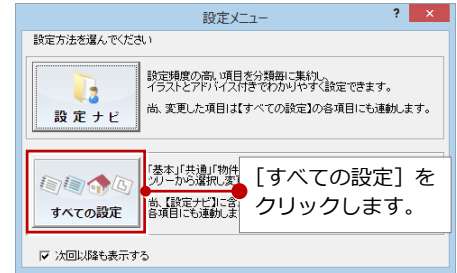 設定メニュー
?
×
設定方法を選んでください
設定ナビ
設定頻度の高い項目を分類毎に集約し、
イラストとアドバイス付きでわかりやすく設定できます。
尚、変更した項目は【すべての設定】の各項目にも連動します。
すべての設定
「基本」「共通」「物件
ツリーから選択し変
尚、【設定ナビ】に含
各項目にも連動しま
[すべての設定]を
クリックします。
次回以降も表示する